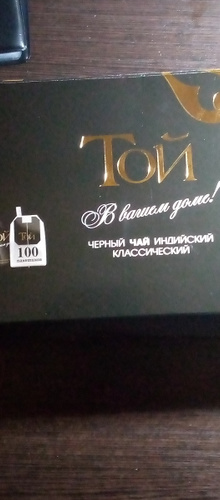 Той
В вашем доме!
ЧЕРНЫЙ ЧАЙ ИНДИЙСКИЙ
КЛАССИЧЕСКИЙ
Той
100